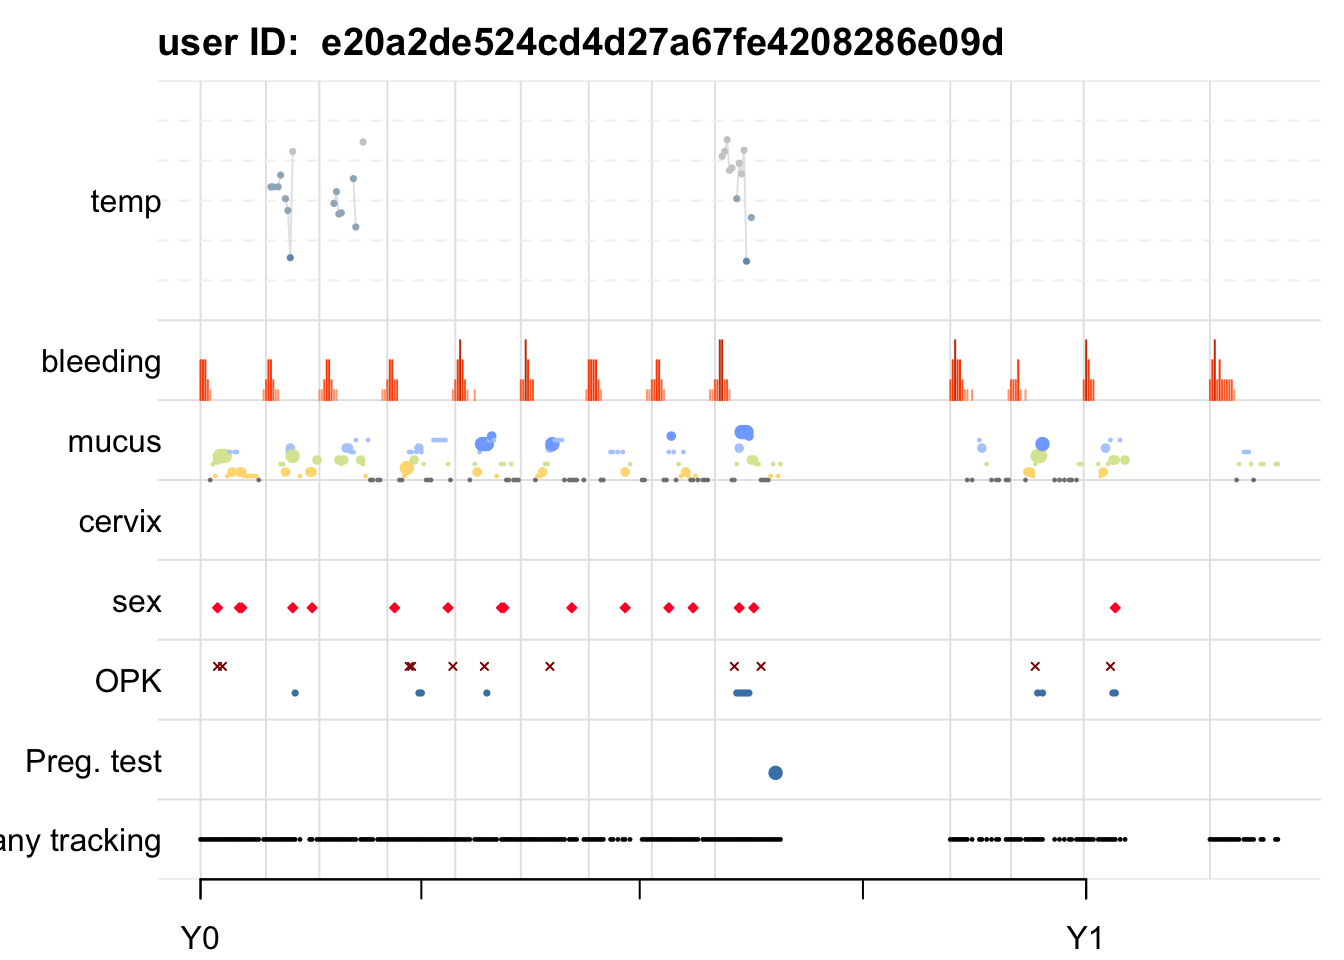 user ID:  e20a2de524cd4d27a67fe4208286e09d
temp
bleeding
mucus
cervix
sex
OPK
Preg. test
any tracking
Y0
Y1